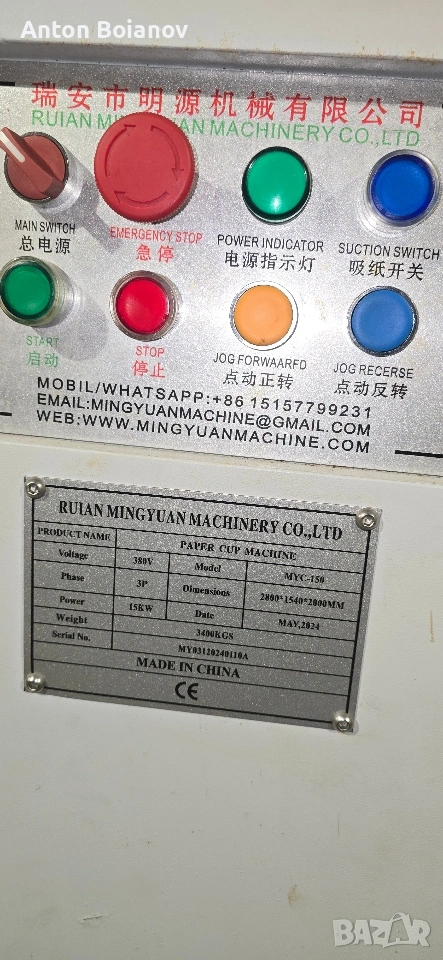 Anton Boianov
瑞安市明源机械有限公司
RUIAN MINGYUAN MACHINERY CO.,LTD
MAIN SWITCH
总电源
EMERGENCY STOP
急停
POWER INDICATOR
电源指示灯
SUCTION SWITCH
吸纸开关
START
启动
STOP
停止
JOG FORWAARFD
点动正转
JOG RECERSE
点动反转
MOBIL/WHATSAPP:+86 15157799231
EMAIL:MINGYUANMACHINE@GMAIL.COM
WEB:WWW.MINGYUANMACHINE.COM
RUIAN MINGYUAN MACHINERY CO.,LTD
PRODUCT NAME PAPER CUP MACHINE
Voltage 380V Model MYC-150
Phase 3P Oimensions 2800*1540*2000MM
Power 15KW Date MAY,2024
Weight 3400KGS
Serial No. MY03120240110A
MADE IN CHINA
CE
BAZAR